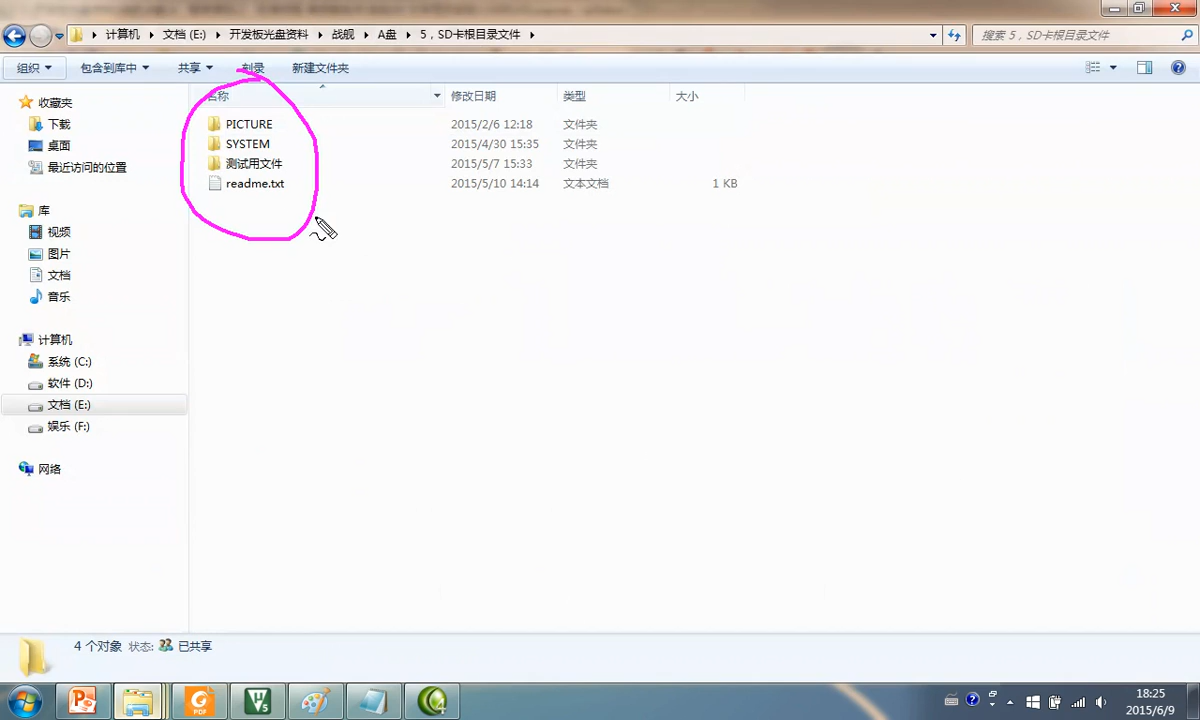 计算机 文档 (E:) 开发板光盘资料 战舰 A盘 5，SD卡根目录文件
搜索 5，SD卡根目录文件
组织 包含到库中 共享 刻录 新建文件夹
名称 修改日期 类型 大小
PICTURE 2015/2/6 12:18 文件夹
SYSTEM 2015/4/30 15:35 文件夹
测试用文件 2015/5/7 15:33 文件夹
readme.txt 2015/5/10 14:14 文本文档 1 KB
收藏夹
下载
桌面
最近访问的位置
库
视频
图片
文档
音乐
计算机
系统 (C:)
软件 (D:)
文档 (E:)
娱乐 (F:)
网络
4 个对象 状态: 已共享
18:25
2015/6/9